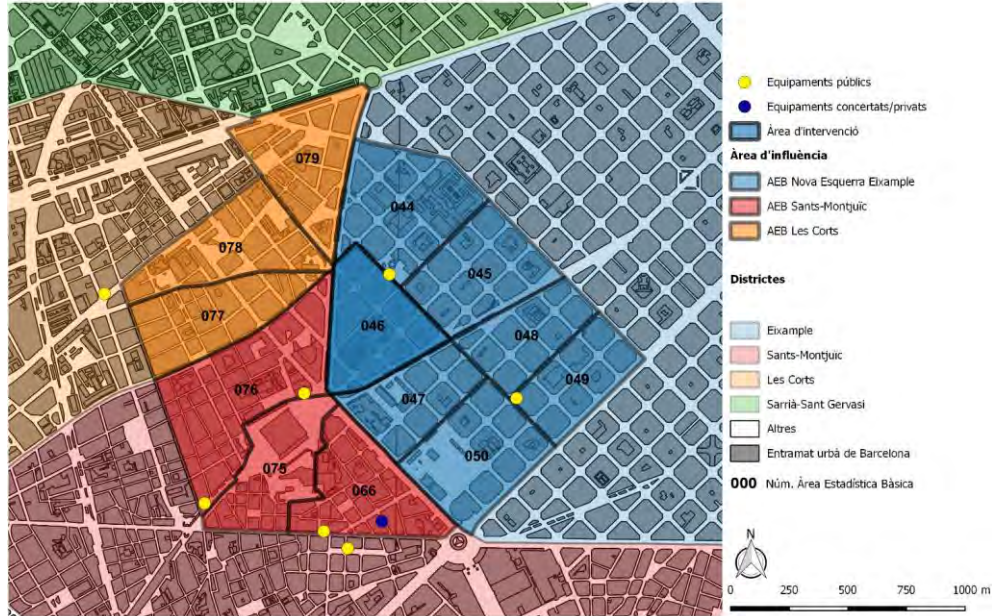 079
044
078
045
077
046
048
049
076
047
050
075
066
Equipaments públics
Equipaments concertats/privats
Àrea d'intervenció
Àrea d'influència
AEB Nova Esquerra Eixample
AEB Sants-Montjuïc
AEB Les Corts
Districtes
Eixample
Sants-Montjuïc
Les Corts
Sarrià-Sant Gervasi
Altres
Entramat urbà de Barcelona
000 Núm. Àrea Estadística Bàsica
N
0 250 500 750 1000 m